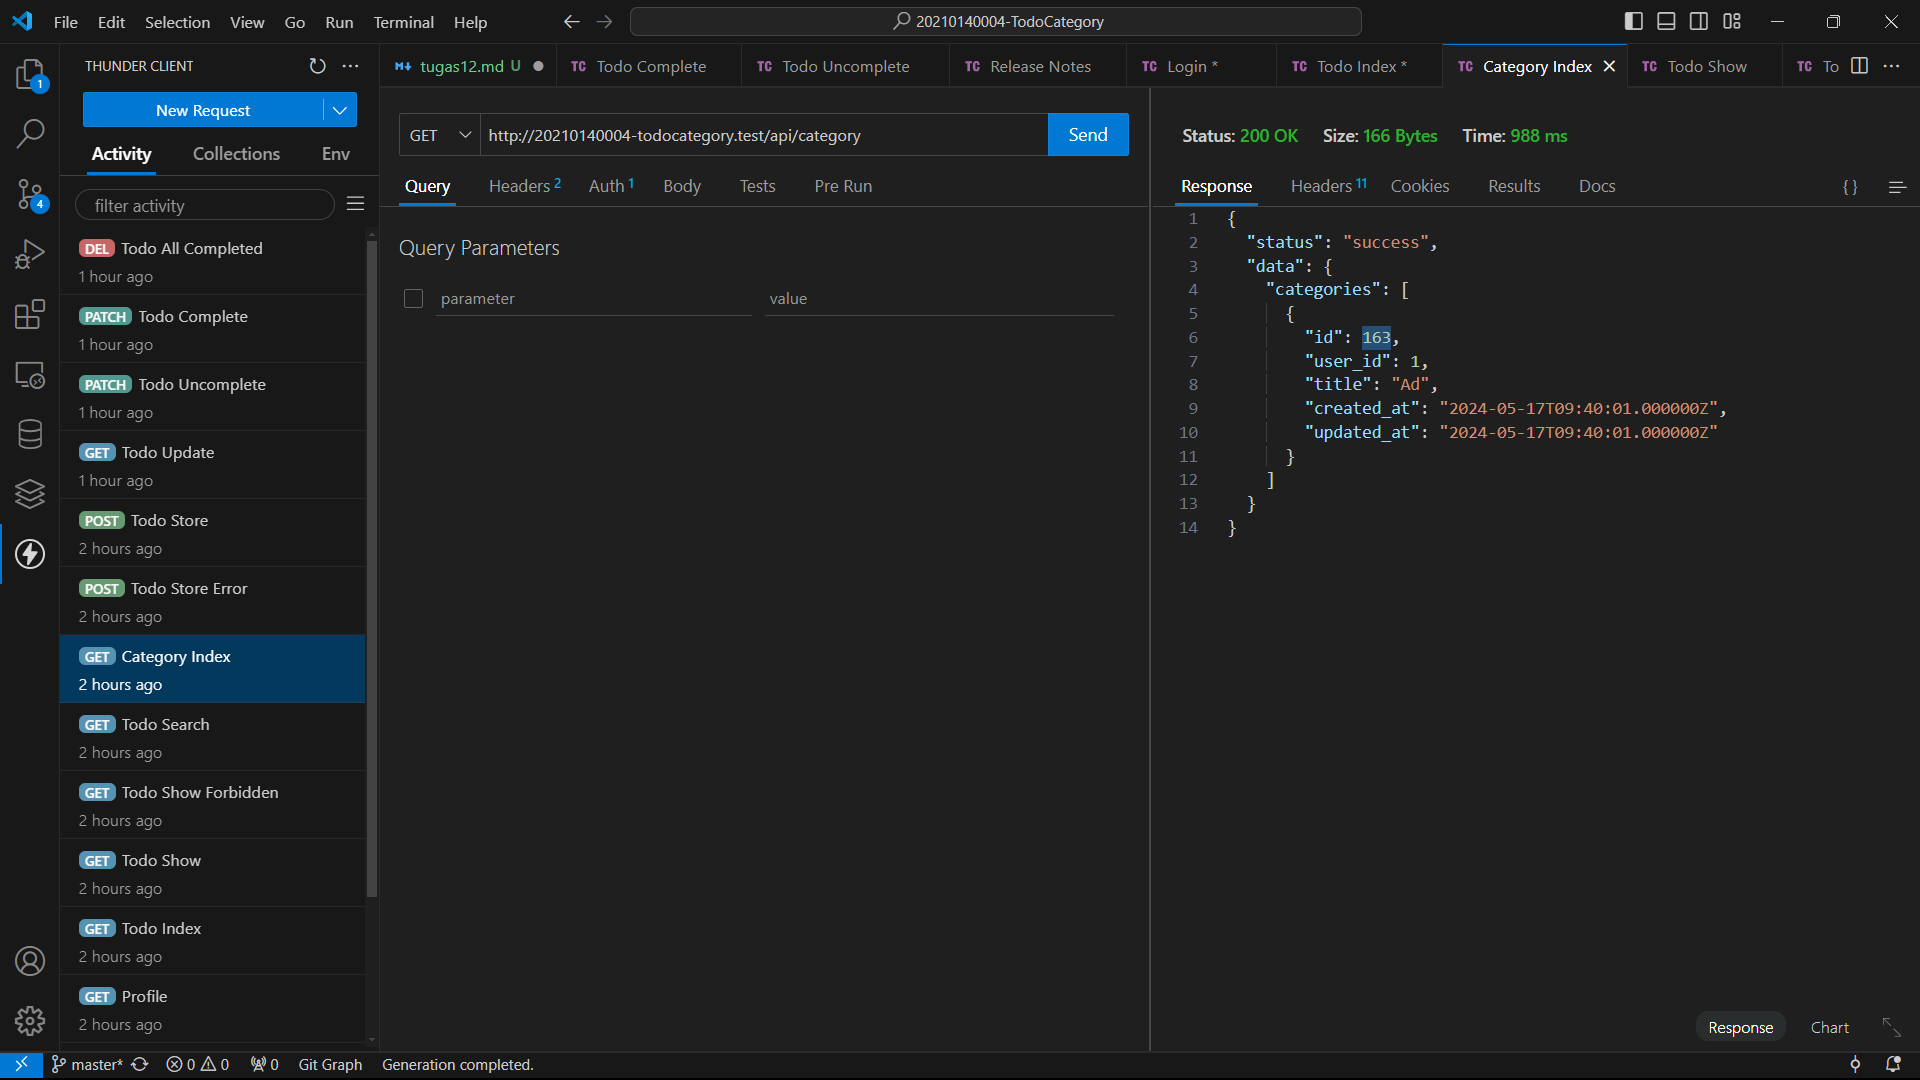 File Edit Selection View Go Run Terminal Help 20210140004-TodoCategory
THUNDER CLIENT
New Request
Activity Collections Env
filter activity
DEL Todo All Completed
1 hour ago
PATCH Todo Complete
1 hour ago
PATCH Todo Uncomplete
1 hour ago
GET Todo Update
1 hour ago
POST Todo Store
2 hours ago
POST Todo Store Error
2 hours ago
GET Category Index
2 hours ago
GET Todo Search
2 hours ago
GET Todo Show Forbidden
2 hours ago
GET Todo Show
2 hours ago
GET Todo Index
2 hours ago
GET Profile
2 hours ago
1
4
tugas12.md U TC Todo Complete TC Todo Uncomplete TC Release Notes TC Login * TC Todo Index * TC Category Index TC Todo Show TC To
GET http://20210140004-todocategory.test/api/category Send
Query Headers 2 Auth 1 Body Tests Pre Run
Query Parameters
parameter value
Status: 200 OK Size: 166 Bytes Time: 988 ms
Response Headers 11 Cookies Results Docs { }
1 {
2 "status": "success",
3 "data": {
4 "categories": [
5 {
6 "id": 163,
7 "user_id": 1,
8 "title": "Ad",
9 "created_at": "2024-05-17T09:40:01.000000Z",
10 "updated_at": "2024-05-17T09:40:01.000000Z"
11 }
12 ]
13 }
14 }
Response Chart
master* 0 0 0 Git Graph Generation completed.